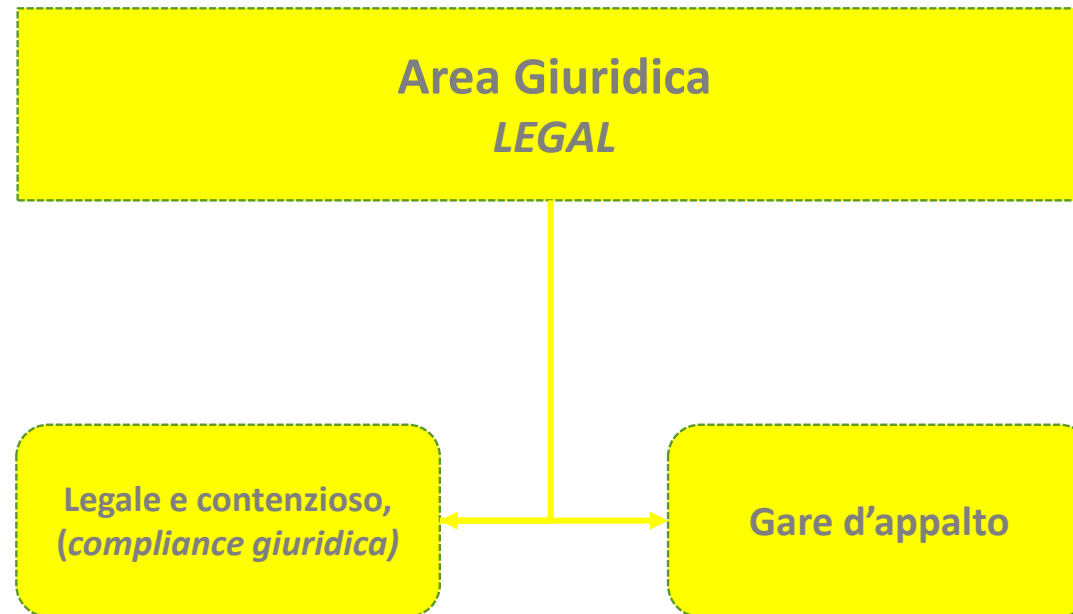 Area Giuridica
LEGAL
Legale e contenzioso,
(compliance giuridica)
Gare d’appalto